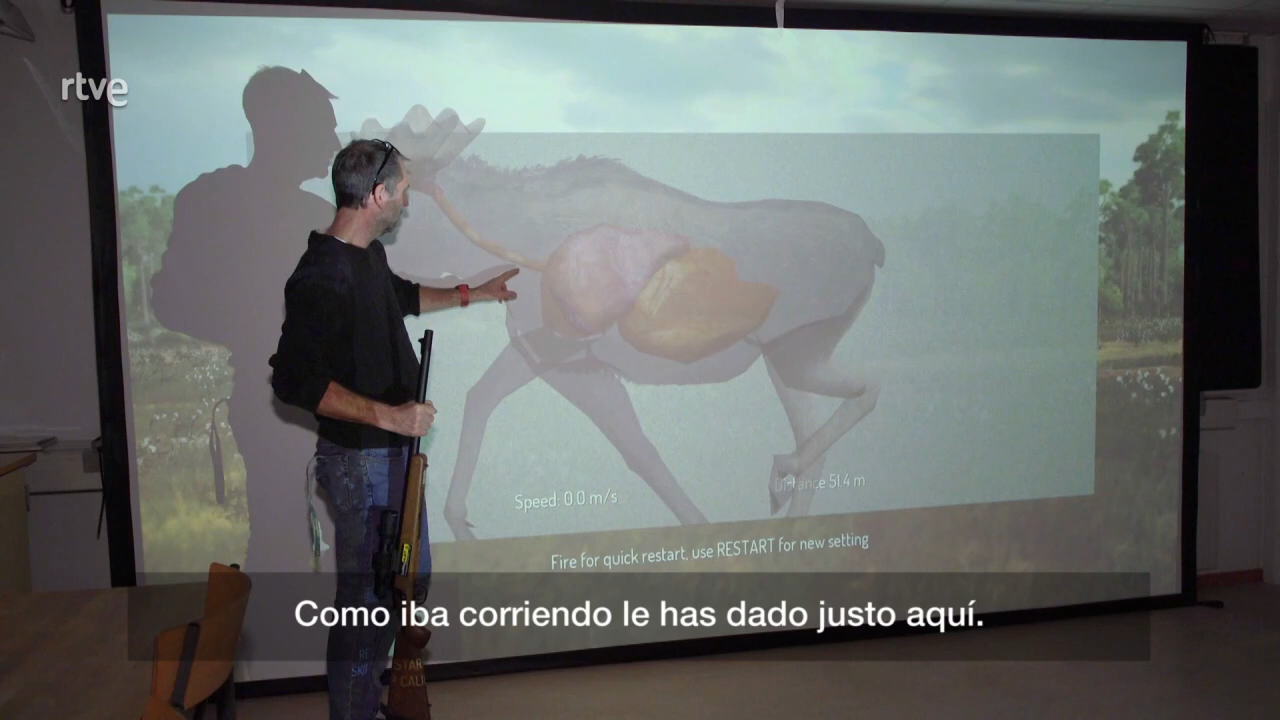 rtve
Speed: 0.0 m/s
Distance 51.4 m
Fire for quick restart, use RESTART for new setting
Como iba corriendo le has dado justo aquí.